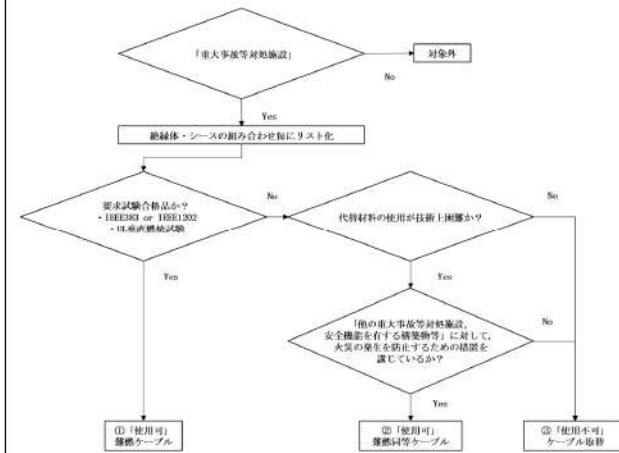 「重大事故等対処施設」
対象外
No
Yes
絶縁体・シースの組み合わせ毎にリスト化
要求試験合格品か？
・IEEE383 or IEEE1202
・UL垂直燃焼試験
No
代替材料の使用が技術上困難か？
No
Yes
Yes
「他の重大事故等対処施設，
安全機能を有する構築物等」に対して，
火災の発生を防止するための措置を
講じているか？
No
Yes
①「使用可」
難燃ケーブル
②「使用可」
難燃同等ケーブル
③「使用不可」
ケーブル取替